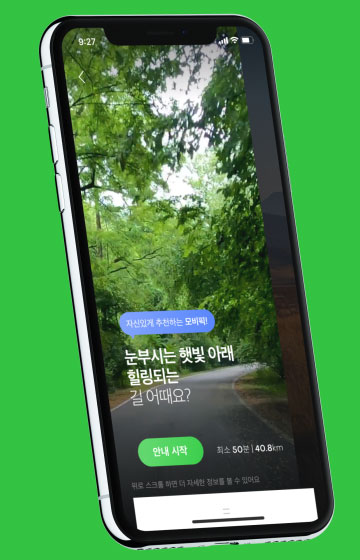 9:27
자신있게 추천하는 모비픽!
눈부시는 햇빛 아래
힐링되는
길 어때요?
안내 시작
최소 50분 | 40.8km
위로 스크롤 하면 더 자세한 정보를 볼 수 있어요